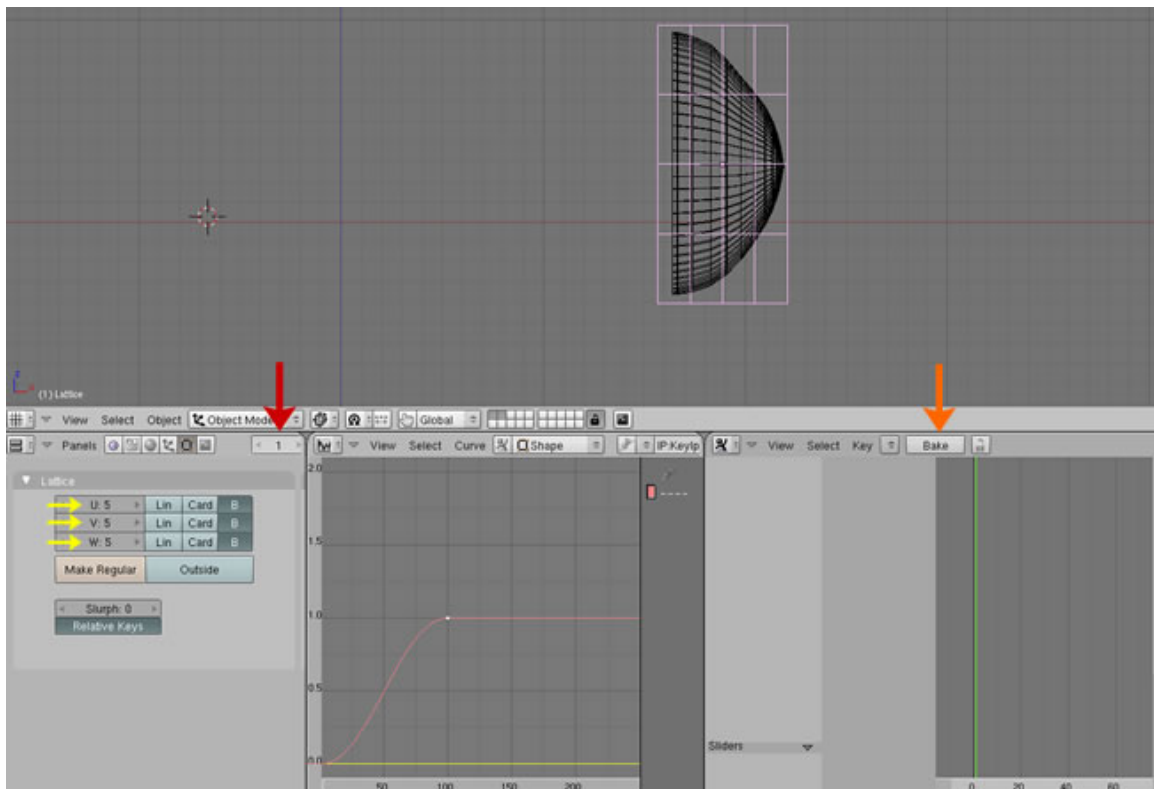 z
x
(1) Lattice
View Select Object Object Mode Global
Panels 1
View Select Curve Shape IP:KeyIp
View Select Key Bake
Lattice
U: 5 Lin Card B
V: 5 Lin Card B
W: 5 Lin Card B
Make Regular Outside
Slurph: 0
Relative Keys
2.0
1.5
1.0
0.5
0.0
50 100 150 200
Sliders
0 20 40 60